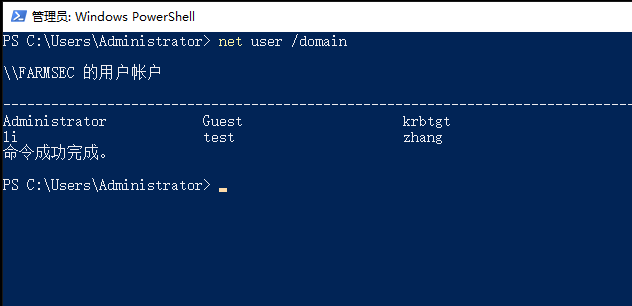 管理员: Windows PowerShell
PS C:\Users\Administrator> net user /domain
\\FARMSEC 的用户帐户
-------------------------------------------------------------------------------
Administrator            Guest                    krbtgt
li                       test                     zhang
命令成功完成。
PS C:\Users\Administrator>